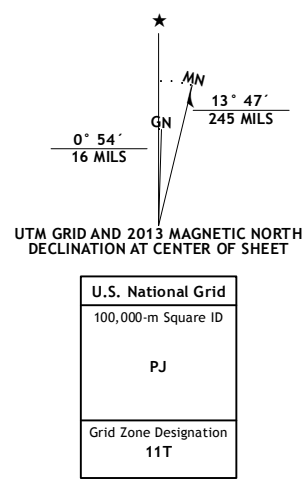 ★
MN
GN
13° 47´
245 MILS
0° 54´
16 MILS
UTM GRID AND 2013 MAGNETIC NORTH
DECLINATION AT CENTER OF SHEET
U.S. National Grid
100,000-m Square ID
PJ
Grid Zone Designation
11T